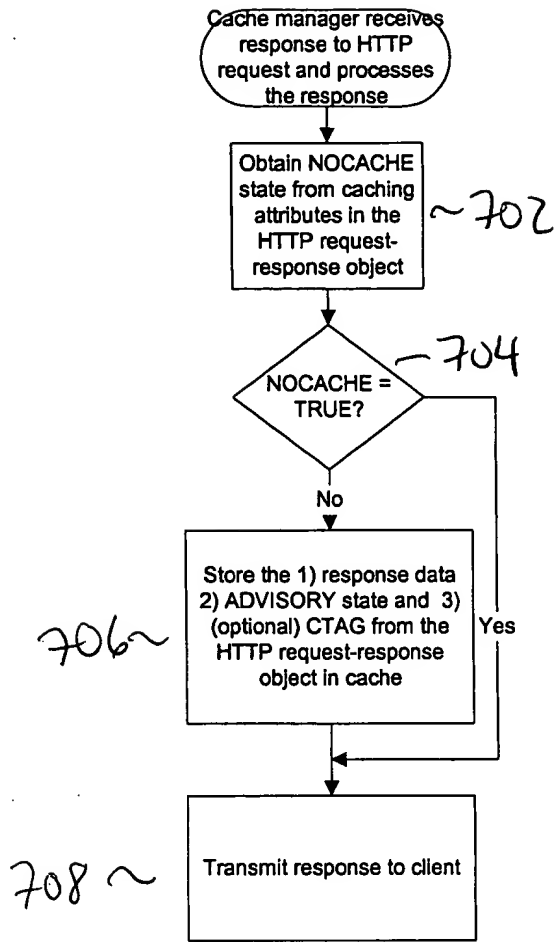 Cache manager receives
response to HTTP
request and processes
the response
Obtain NOCACHE
state from caching
attributes in the
HTTP request-
response object
~702
~704
NOCACHE =
TRUE?
No
Store the 1) response data
2) ADVISORY state and 3)
(optional) CTAG from the
HTTP request-response
object in cache
Yes
706~
Transmit response to client
708~